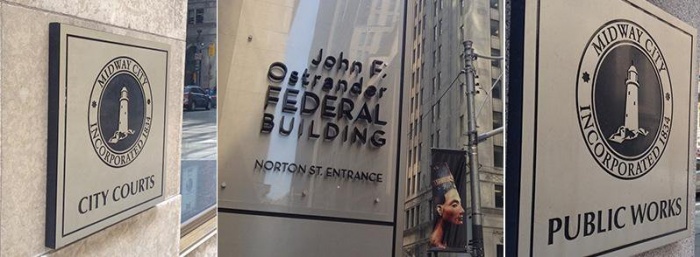 MIDWAY CITY
INCORPORATED 1834
CITY COURTS
John F.
Ostrander
FEDERAL
BUILDING
NORTON ST. ENTRANCE
MIDWAY CITY
INCORPORATED 1834
PUBLIC WORKS